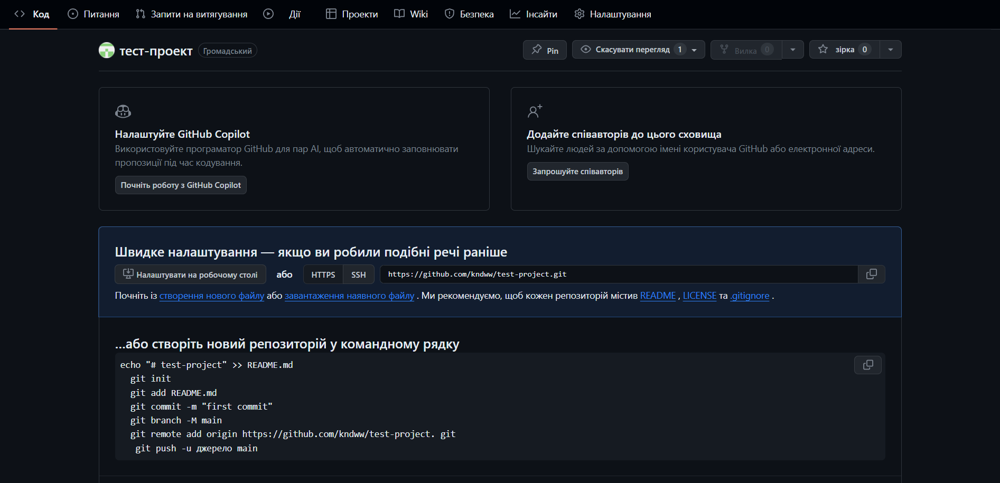 Код Питання Запити на витягування Дії Проекти Wiki Безпека Інсайти Налаштування
тест-проект Громадський Pin Скасувати перегляд 1 Вилка 0 зірка 0
Налаштуйте GitHub Copilot
Використовуйте програматор GitHub для пар AI, щоб автоматично заповнювати
пропозиції під час кодування.
Почніть роботу з GitHub Copilot
Додайте співавторів до цього сховища
Шукайте людей за допомогою імені користувача GitHub або електронної адреси.
Запрошуйте співавторів
Швидке налаштування — якщо ви робили подібні речі раніше
Налаштувати на робочому столі або HTTPS SSH https://github.com/kndww/test-project.git
Почніть із створення нового файлу або завантаження наявного файлу . Ми рекомендуємо, щоб кожен репозиторій містив README , LICENSE та .gitignore .
…або створіть новий репозиторій у командному рядку
echo "# test-project" >> README.md
git init
git add README.md
git commit -m "first commit"
git branch -M main
git remote add origin https://github.com/kndww/test-project. git
git push -u джерело main